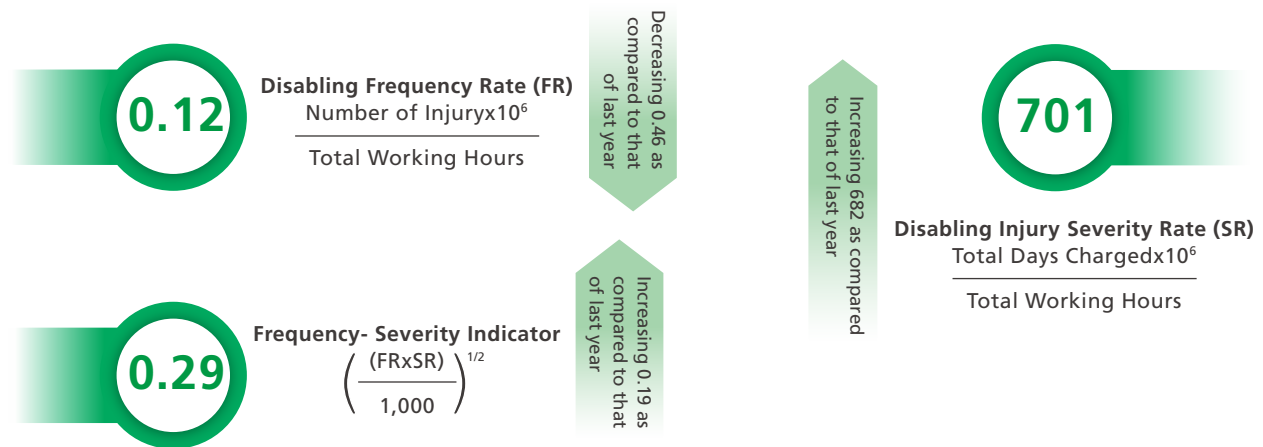 0.12
Disabling Frequency Rate (FR)
Number of Injuryx10⁶
Total Working Hours
Decreasing 0.46 as
compared to that
of last year
0.29
Frequency- Severity Indicator
(FRxSR)
1,000
( )1/2
Increasing 0.19 as
compared to that
of last year
Increasing 682 as compared
to that of last year
701
Disabling Injury Severity Rate (SR)
Total Days Chargedx10⁶
Total Working Hours